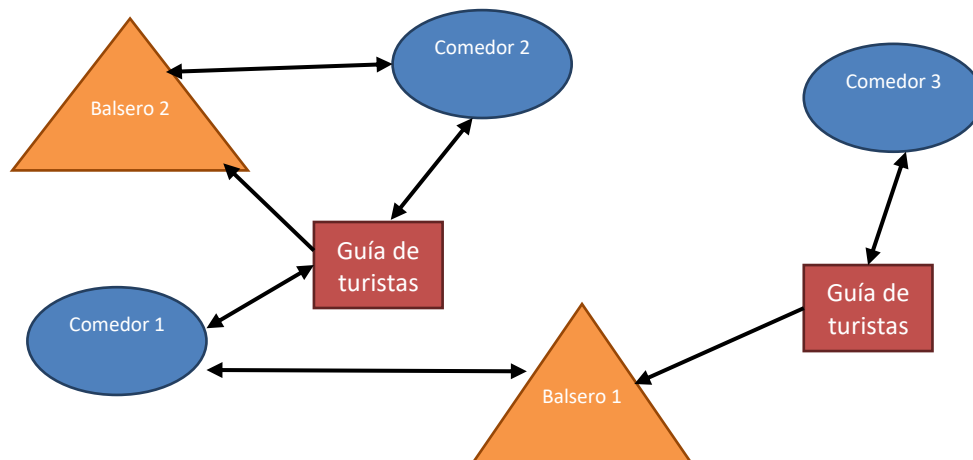 Comedor 2
Comedor 3
Balsero 2
Guía de
turistas
Guía de
turistas
Comedor 1
Balsero 1